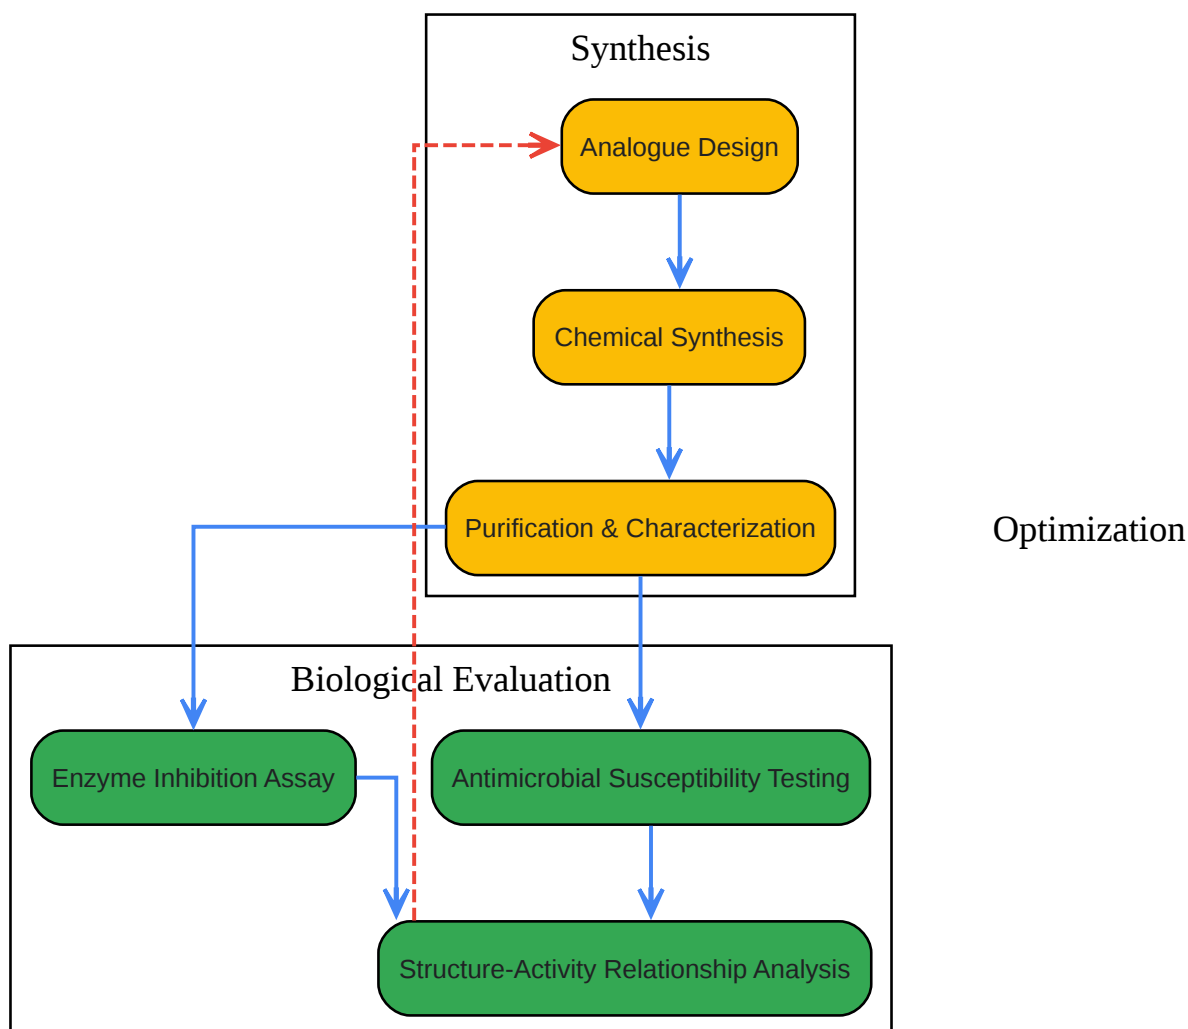 Synthesis
Analogue Design
Chemical Synthesis
Purification & Characterization
Optimization
Biological Evaluation
Enzyme Inhibition Assay
Antimicrobial Susceptibility Testing
Structure-Activity Relationship Analysis